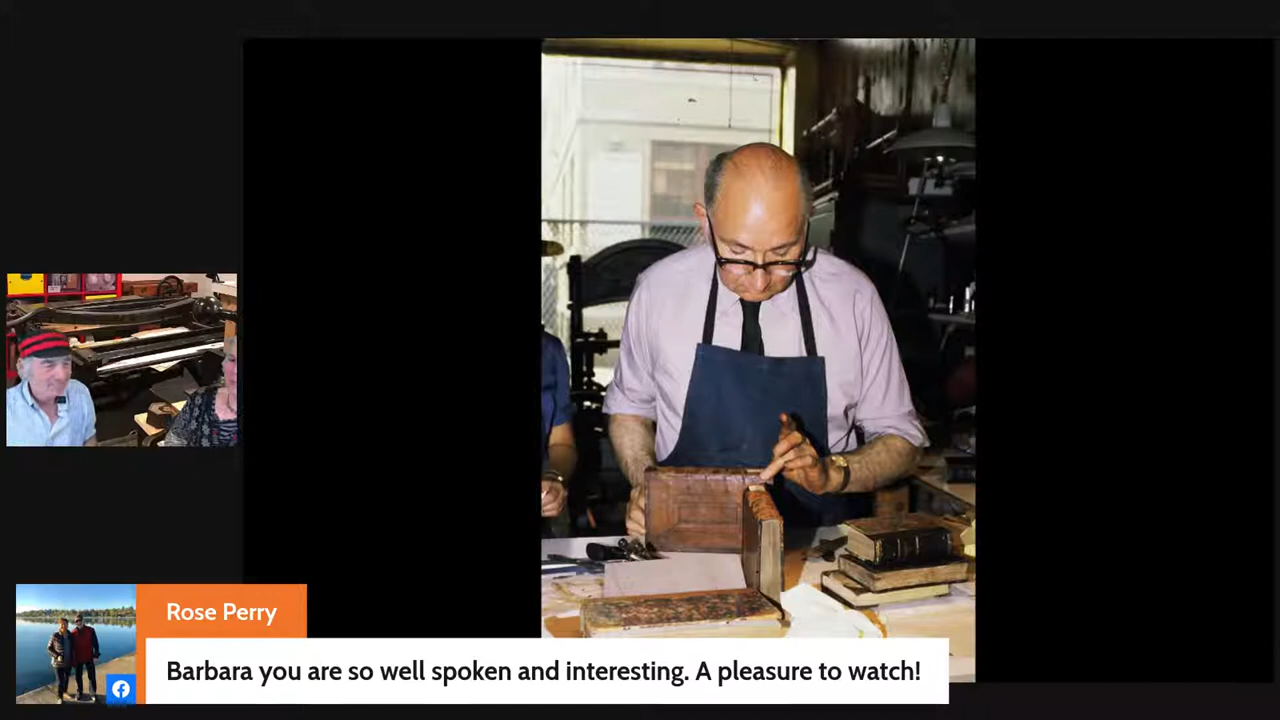 Rose Perry
Barbara you are so well spoken and interesting. A pleasure to watch!